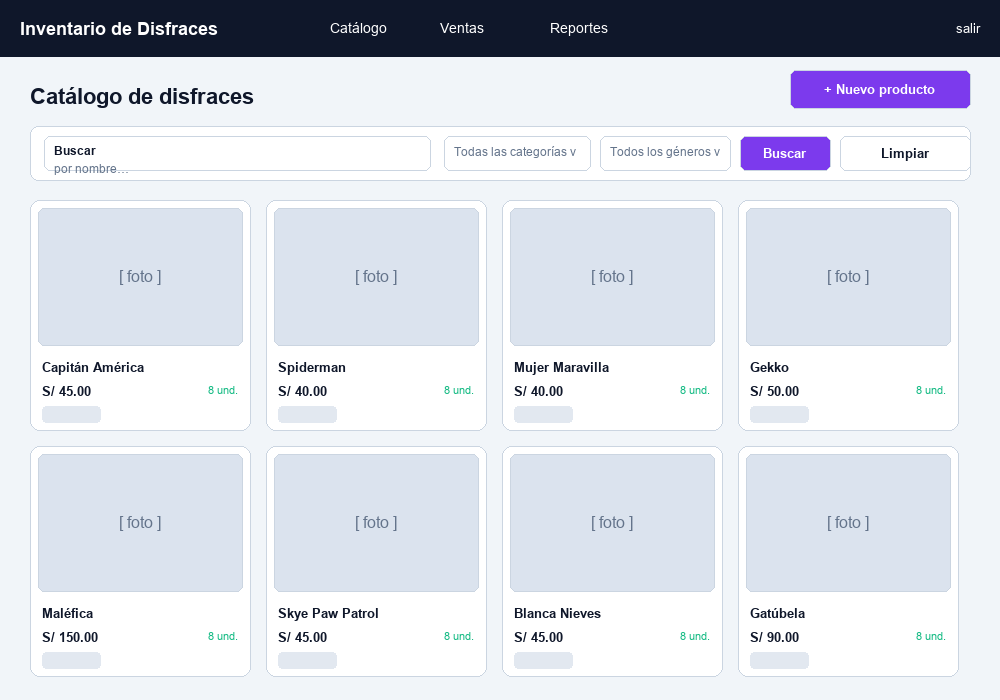 Inventario de Disfraces
Catálogo
Ventas
Reportes
salir
Catálogo de disfraces
+ Nuevo producto
Buscar
por nombre…
Todas las categorías v
Todos los géneros v
Buscar
Limpiar
[ foto ]
[ foto ]
[ foto ]
[ foto ]
Capitán América
S/ 45.00
8 und.
Spiderman
S/ 40.00
8 und.
Mujer Maravilla
S/ 40.00
8 und.
Gekko
S/ 50.00
8 und.
[ foto ]
[ foto ]
[ foto ]
[ foto ]
Maléfica
S/ 150.00
8 und.
Skye Paw Patrol
S/ 45.00
8 und.
Blanca Nieves
S/ 45.00
8 und.
Gatúbela
S/ 90.00
8 und.